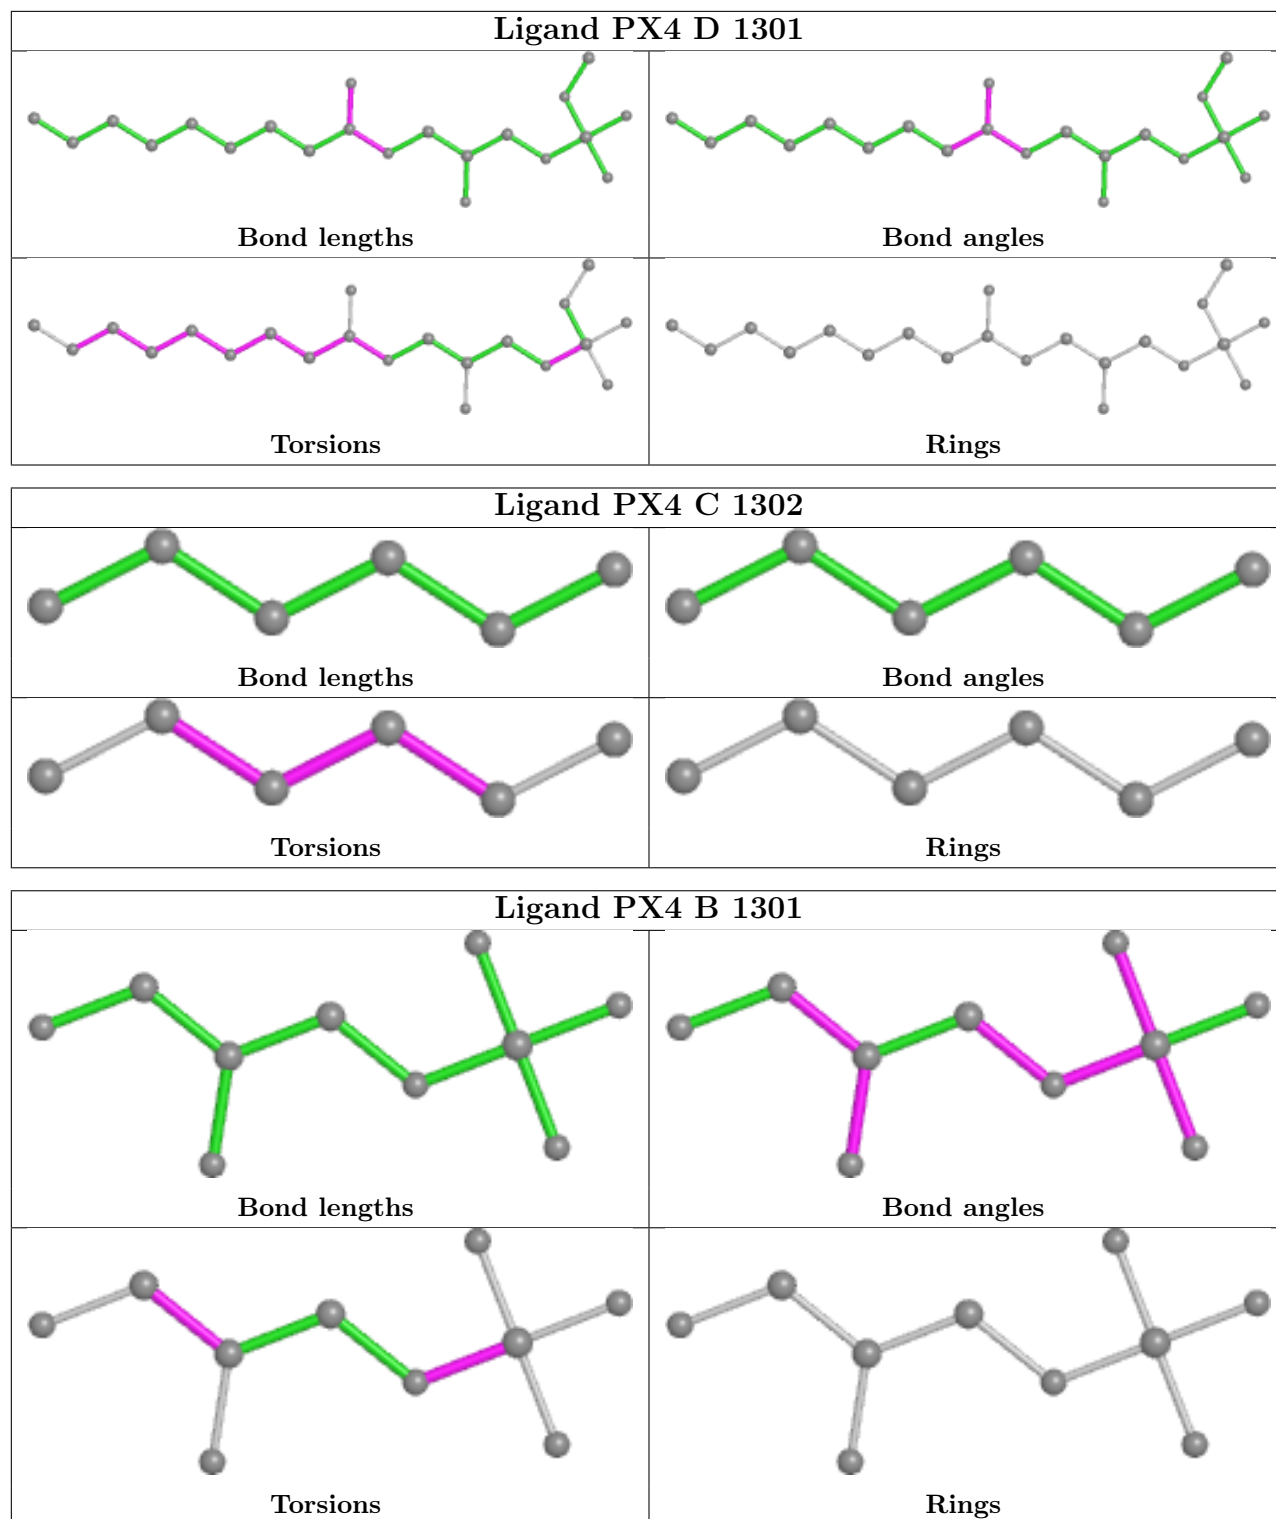 Ligand PX4 D 1301
Bond lengths
Bond angles
Torsions
Rings
Ligand PX4 C 1302
Bond lengths
Bond angles
Torsions
Rings
Ligand PX4 B 1301
Bond lengths
Bond angles
Torsions
Rings